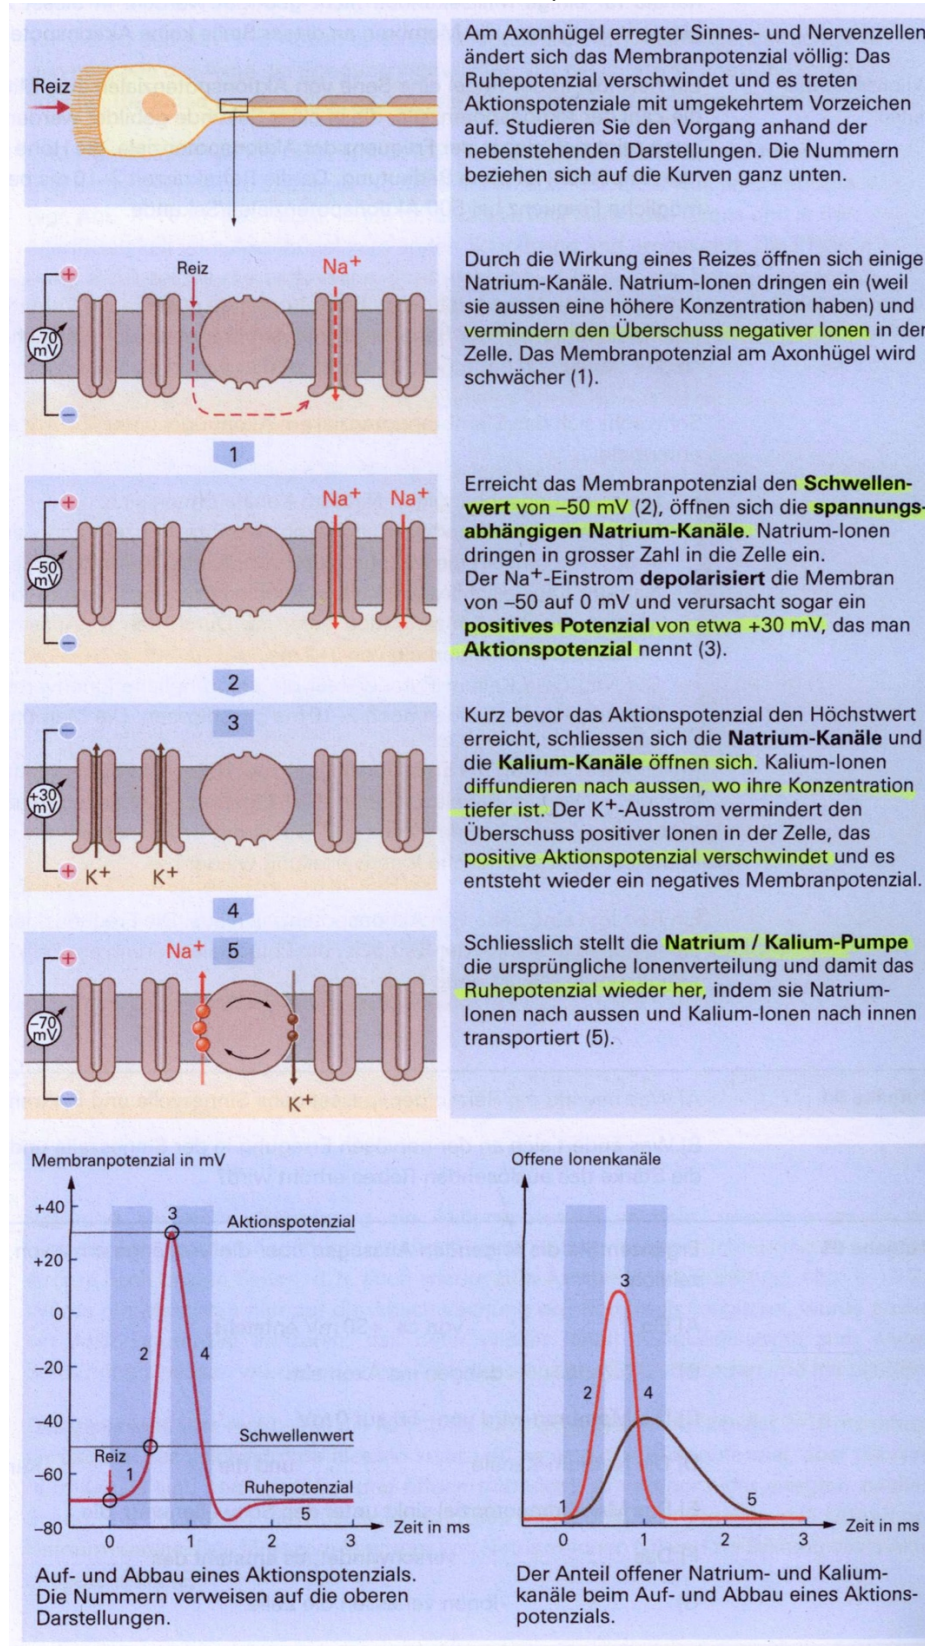 Am Axonhügel erregter Sinnes- und Nervenzellen
ändert sich das Membranpotenzial völlig: Das
Ruhepotenzial verschwindet und es treten
Aktionspotenziale mit umgekehrtem Vorzeichen
auf. Studieren Sie den Vorgang anhand der
nebenstehenden Darstellungen. Die Nummern
beziehen sich auf die Kurven ganz unten.
Reiz
+
Reiz
Na+
-70
mV
–
Durch die Wirkung eines Reizes öffnen sich einige
Natrium-Kanäle. Natrium-Ionen dringen ein (weil
sie aussen eine höhere Konzentration haben) und
vermindern den Überschuss negativer Ionen in der
Zelle. Das Membranpotenzial am Axonhügel wird
schwächer (1).
1
+
Na+ Na+
–50
mV
–
Erreicht das Membranpotenzial den Schwellen-
wert von –50 mV (2), öffnen sich die spannungs-
abhängigen Natrium-Kanäle. Natrium-Ionen
dringen in grosser Zahl in die Zelle ein.
Der Na+-Einstrom depolarisiert die Membran
von –50 auf 0 mV und verursacht sogar ein
positives Potenzial von etwa +30 mV, das man
Aktionspotenzial nennt (3).
2
–
3
+30
mV
+
K+ K+
Kurz bevor das Aktionspotenzial den Höchstwert
erreicht, schliessen sich die Natrium-Kanäle und
die Kalium-Kanäle öffnen sich. Kalium-Ionen
diffundieren nach aussen, wo ihre Konzentration
tiefer ist. Der K+-Ausstrom vermindert den
Überschuss positiver Ionen in der Zelle, das
positive Aktionspotenzial verschwindet und es
entsteht wieder ein negatives Membranpotenzial.
4
+
Na+
5
–70
mV
–
K+
Schliesslich stellt die Natrium / Kalium-Pumpe
die ursprüngliche Ionenverteilung und damit das
Ruhepotenzial wieder her, indem sie Natrium-
Ionen nach aussen und Kalium-Ionen nach innen
transportiert (5).
Membranpotenzial in mV
+40
3
Aktionspotenzial
+20
0
2 4
–20
–40
Schwellenwert
Reiz
–60
1
Ruhepotenzial
5
–80
0 1 2 3
Zeit in ms
Auf- und Abbau eines Aktionspotenzials.
Die Nummern verweisen auf die oberen
Darstellungen.
Offene Ionenkanäle
3
2 4
1 5
0 1 2 3
Zeit in ms
Der Anteil offener Natrium- und Kalium-
kanäle beim Auf- und Abbau eines Aktions-
potenzials.